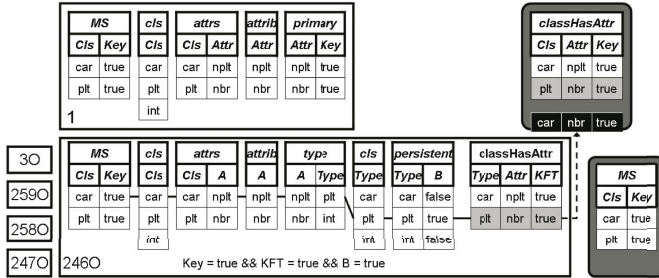 MS cls attrs attrib primary
Cls Key Cls Cls Attr Attr Attr Key
car true car car nplt nplt nplt true
plt true plt plt nbr nbr nbr true
int
1
classHasAttr
Cls Attr Key
car nplt true
plt nbr true
car nbr true
30
2590
2580
2470
MS cls attrs attrib type cls persistent classHasAttr
Cls Key Cls Cls A A A Type Type Type B Type Attr KFT
car true car car nplt nplt nplt plt car car false car nplt true
plt true plt plt nbr nbr nbr int plt plt true plt nbr true
int int int false
2460
Key = true && KFT = true && B = true
MS
Cls Key
car true
plt true